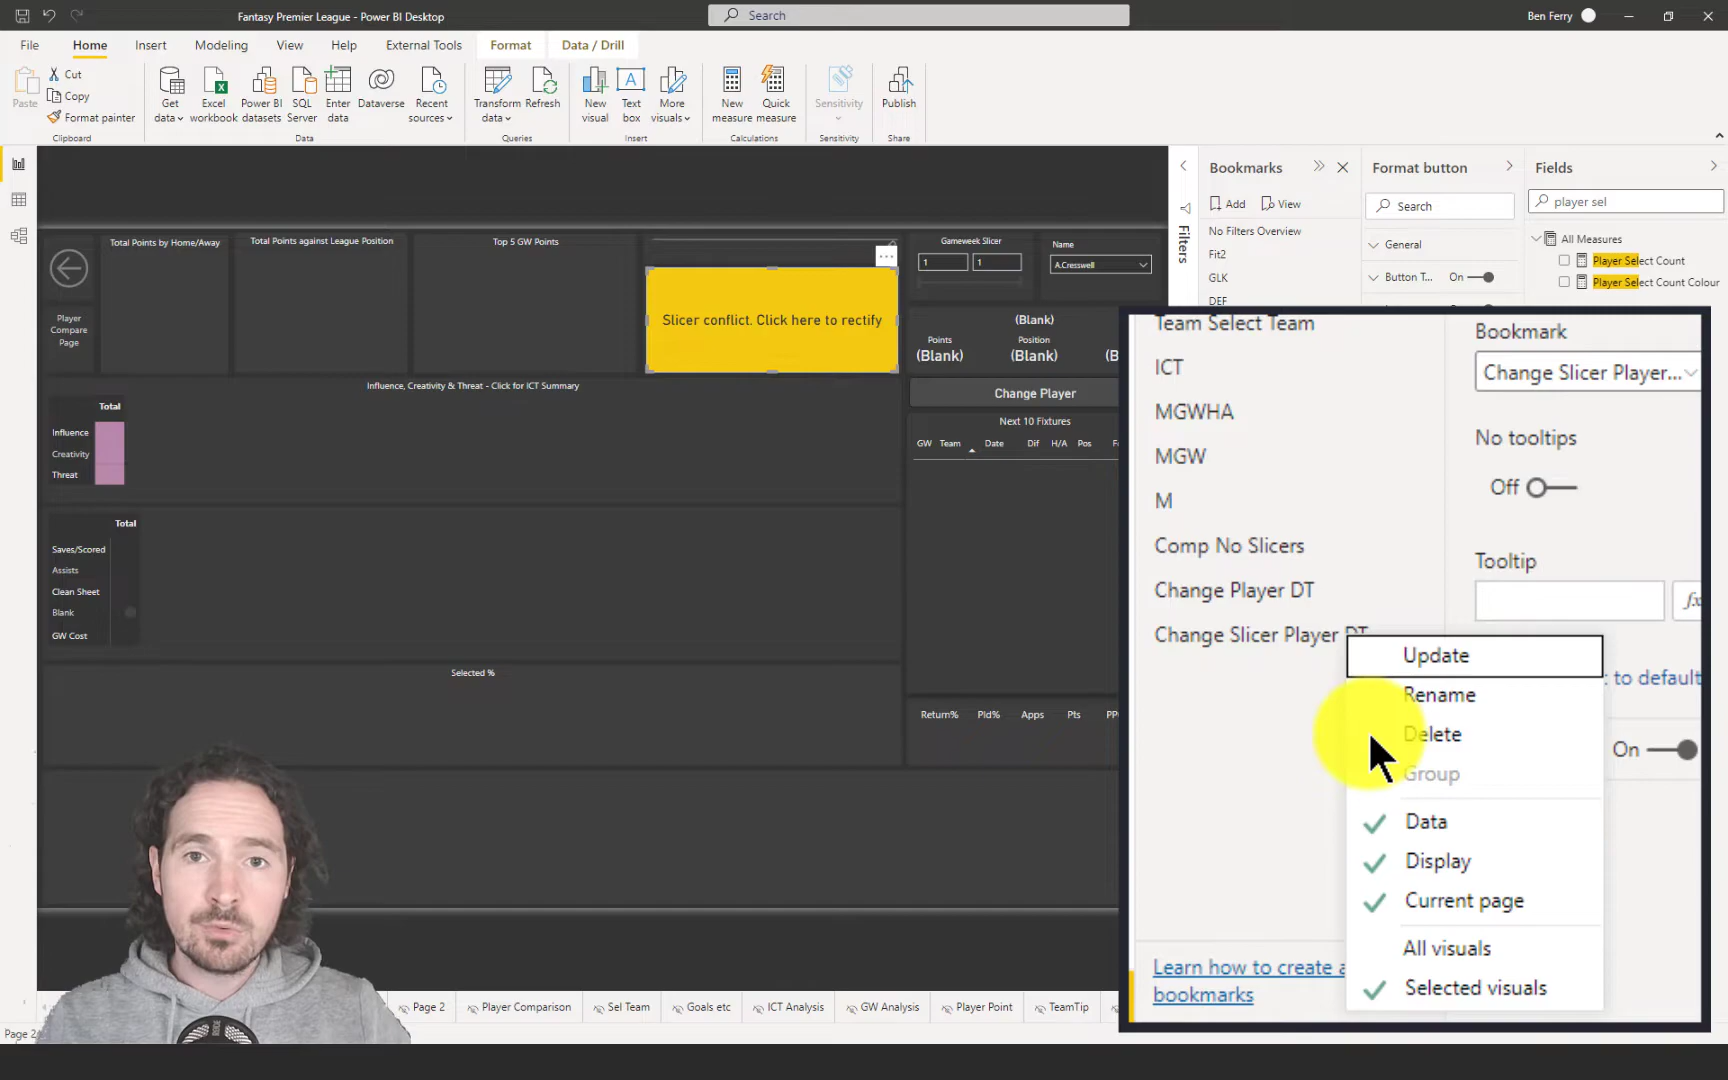 Fantasy Premier League - Power BI Desktop
Search
Ben Ferry
File
Home
Insert
Modeling
View
Help
External Tools
Format
Data / Drill
Paste
Cut
Copy
Format painter
Clipboard
Get data
Excel workbook
Power BI datasets
SQL Server
Enter data
Dataverse
Recent sources
Data
Transform data
Refresh
Queries
New visual
Text box
More visuals
Insert
New measure
Quick measure
Calculations
Sensitivity
Sensitivity
Publish
Share
Total Points by Home/Away
Total Points against League Position
Top 5 GW Points
Gameweek Slicer
1
1
Name
A.Cresswell
Player Compare Page
Slicer conflict. Click here to rectify
(Blank)
Points
(Blank)
Position
(Blank)
Change Player
Influence, Creativity & Threat - Click for ICT Summary
Total
Influence
Creativity
Threat
Next 10 Fixtures
GW Team Date Dif H/A Pos
Total
Saves/Scored
Assists
Clean Sheet
Blank
GW Cost
Selected %
Return% Pld% Apps Pts
Filters
Bookmarks
Add
View
No Filters Overview
Fit2
GLK
DEF
Format button
Search
General
Button T... On
Fields
player sel
All Measures
Player Select Count
Player Select Count Colour
Team Select Team
ICT
MGWHA
MGW
M
Comp No Slicers
Change Player DT
Change Slicer Player DT
Bookmark
Change Slicer Player...
No tooltips
Off
Tooltip
fx
t to default
On
Update
Rename
Delete
Group
Data
Display
Current page
All visuals
Selected visuals
Learn how to create a
bookmarks
Page 2
Player Comparison
Sel Team
Goals etc
ICT Analysis
GW Analysis
Player Point
TeamTip